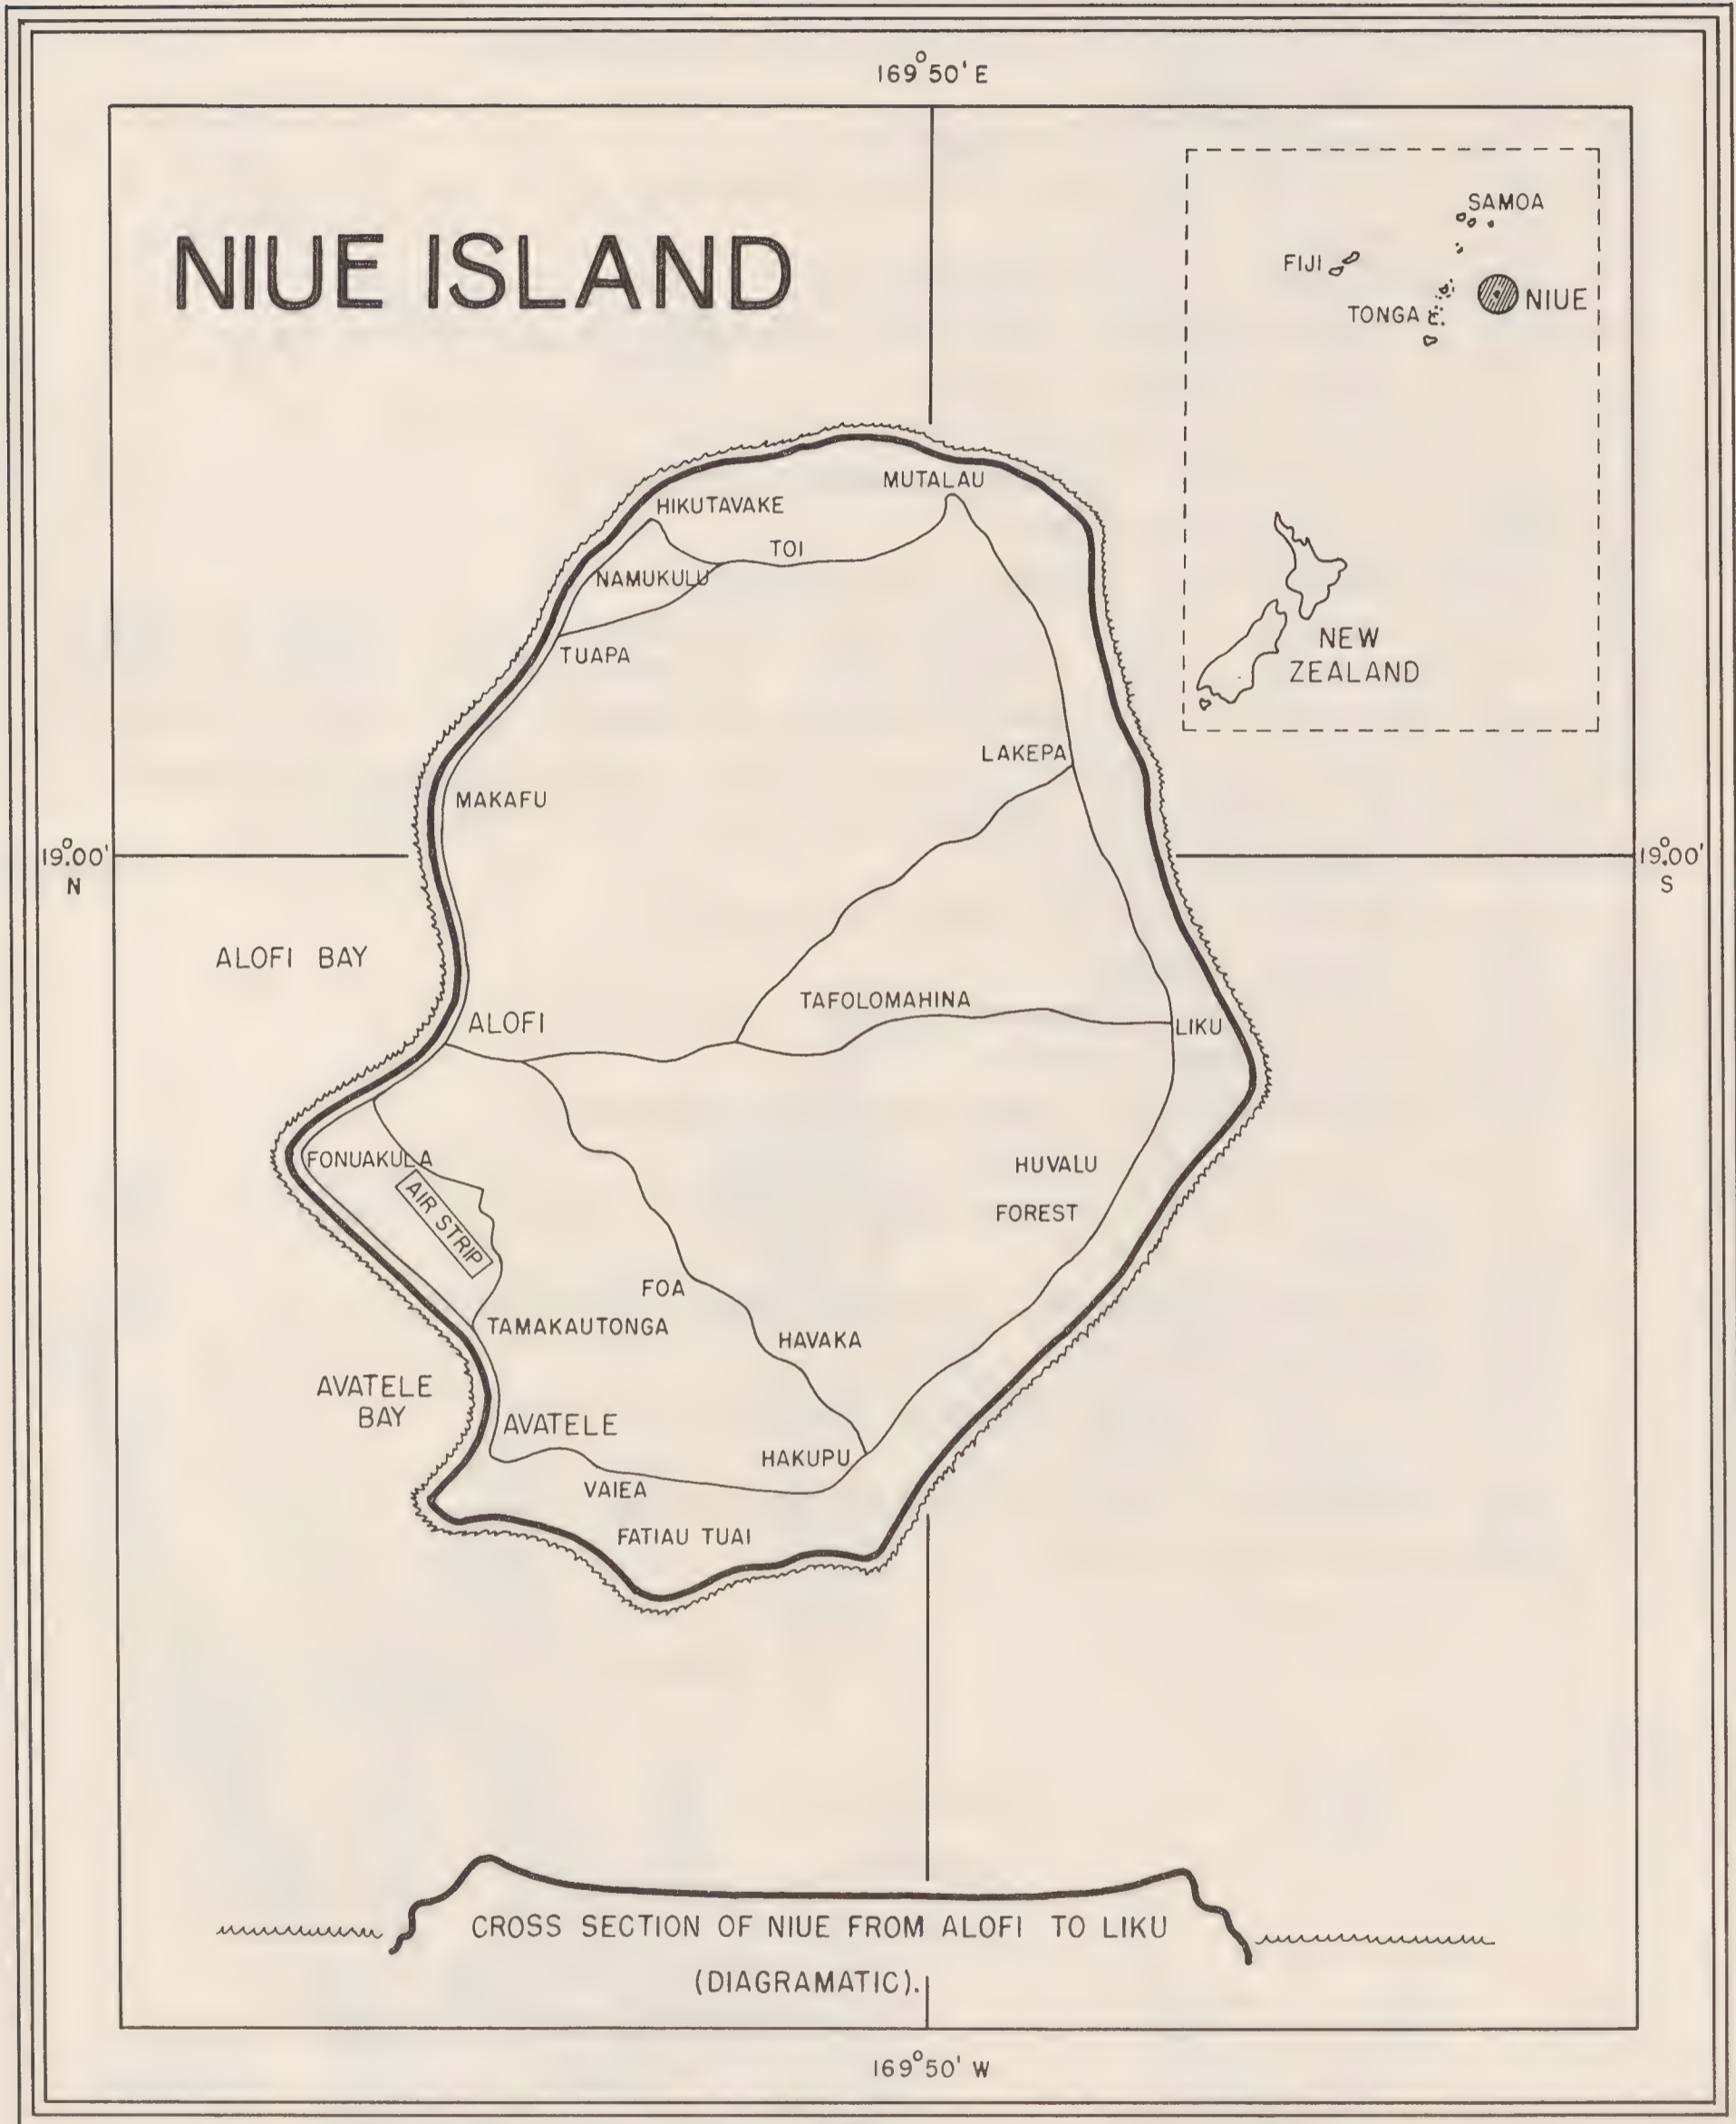 169°50' E
NIUE ISLAND
SAMOA
FIJI
NIUE
TONGA
NEW
ZEALAND
MUTALAU
HIKUTAVAKE
TOI
NAMUKULU
TUAPA
LAKEPA
MAKAFU
19°00'
N
19°00'
S
ALOFI BAY
TAFOLOMAHINA
ALOFI
LIKU
FONUAKULA
HUVALU
FOREST
AIR STRIP
FOA
TAMAKAUTONGA
HAVAKA
AVATELE
BAY
AVATELE
HAKUPU
VAIEA
FATIAU TUAI
CROSS SECTION OF NIUE FROM ALOFI TO LIKU
(DIAGRAMATIC).
169°50' W